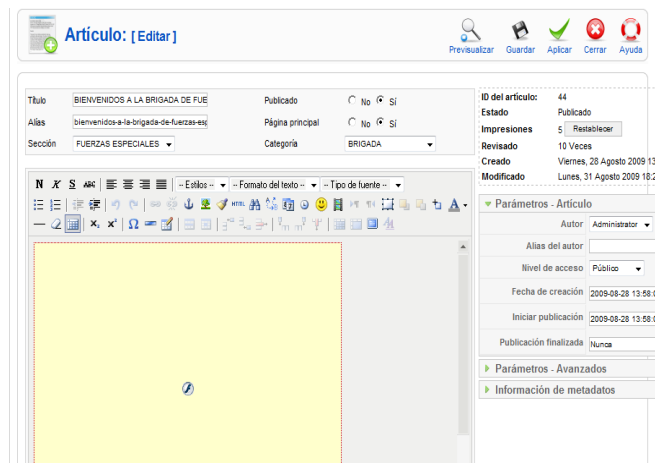 Artículo: [ Editar ]
Previsualizar Guardar Aplicar Cerrar Ayuda
Título BIENVENIDOS A LA BRIGADA DE FUE Publicado No Sí
Alias bienvenidos-a-la-brigada-de-fuerzas-esp Página principal No Sí
Sección FUERZAS ESPECIALES Categoría BRIGADA
ID del artículo: 44
Estado Publicado
Impresiones 5 Restablecer
Revisado 10 Veces
Creado Viernes, 28 Agosto 2009 13
Modificado Lunes, 31 Agosto 2009 18:2
N K S ABC -- Estilos -- -- Formato del texto -- -- Tipo de fuente --
HTML
Parámetros - Artículo
Autor Administrator
Alias del autor
Nivel de acceso Público
Fecha de creación 2009-08-28 13:58:0
Iniciar publicación 2009-08-28 13:58:0
Publicación finalizada Nunca
Parámetros - Avanzados
Información de metadatos